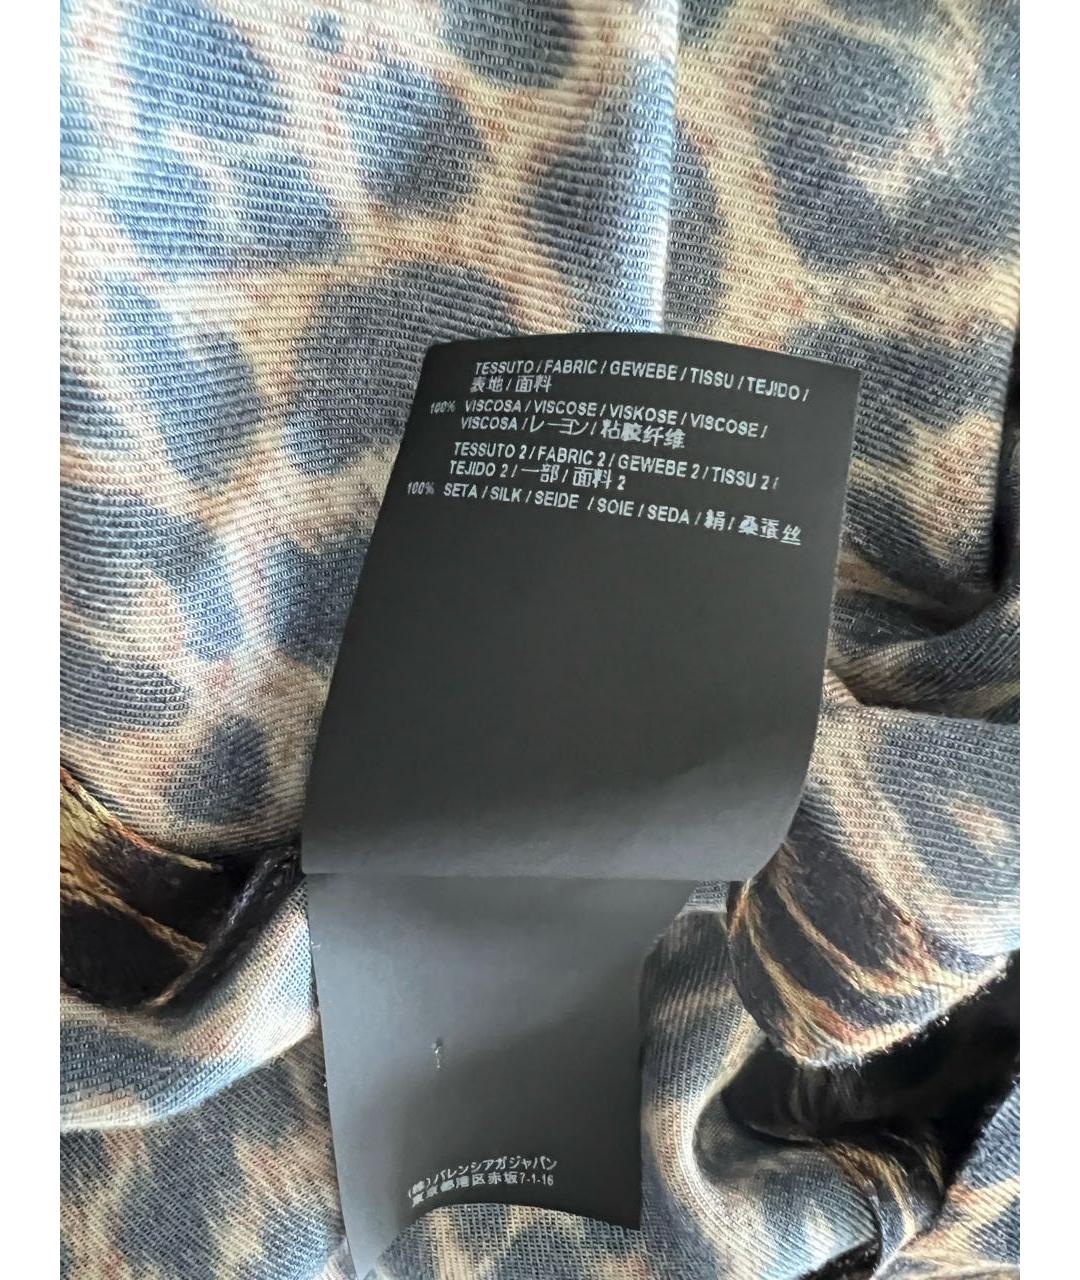 TESSUTO / FABRIC / GEWEBE / TISSU / TEJIDO /
表地 / 面料
100% VISCOSA / VISCOSE / VISKOSE / VISCOSE /
VISCOSA / レーヨン / 粘胶纤维
TESSUTO 2 / FABRIC 2 / GEWEBE 2 / TISSU 2 /
TEJIDO 2 / 一部 / 面料 2
100% SETA / SILK / SEIDE / SOIE / SEDA / 絹 / 桑蚕丝
(株)バレンシアガジャパン
東京都港区赤坂7-1-16